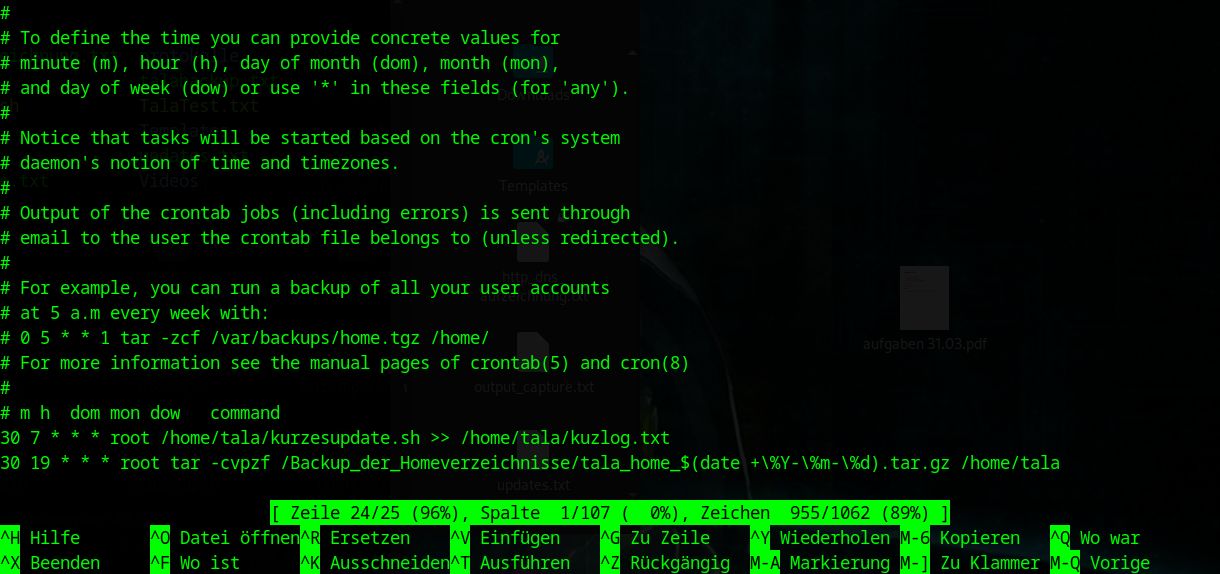 #
# To define the time you can provide concrete values for
# minute (m), hour (h), day of month (dom), month (mon),
# and day of week (dow) or use '*' in these fields (for 'any').
#
# Notice that tasks will be started based on the cron's system
# daemon's notion of time and timezones.
#
# Output of the crontab jobs (including errors) is sent through
# email to the user the crontab file belongs to (unless redirected).
#
# For example, you can run a backup of all your user accounts
# at 5 a.m every week with:
# 0 5 * * 1 tar -zcf /var/backups/home.tgz /home/
# For more information see the manual pages of crontab(5) and cron(8)
#
# m h  dom mon dow   command
30 7 * * * root /home/tala/kurzesupdate.sh >> /home/tala/kuzlog.txt
30 19 * * * root tar -cvpzf /Backup_der_Homeverzeichnisse/tala_home_$(date +\%Y-\%m-\%d).tar.gz /home/tala
[ Zeile 24/25 (96%), Spalte  1/107 (  0%), Zeichen  955/1062 (89%) ]
^H Hilfe ^O Datei öffnen ^R Ersetzen ^V Einfügen ^G Zu Zeile ^Y Wiederholen M-6 Kopieren ^Q Wo war
^X Beenden ^F Wo ist ^K Ausschneiden ^T Ausführen ^Z Rückgängig M-A Markierung M-] Zu Klammer M-Q Vorige
TalaTest.txt
Videos
Downloads
Templates
http_dns
output_capture.txt
updates.txt
aufgaben 31.03.pdf